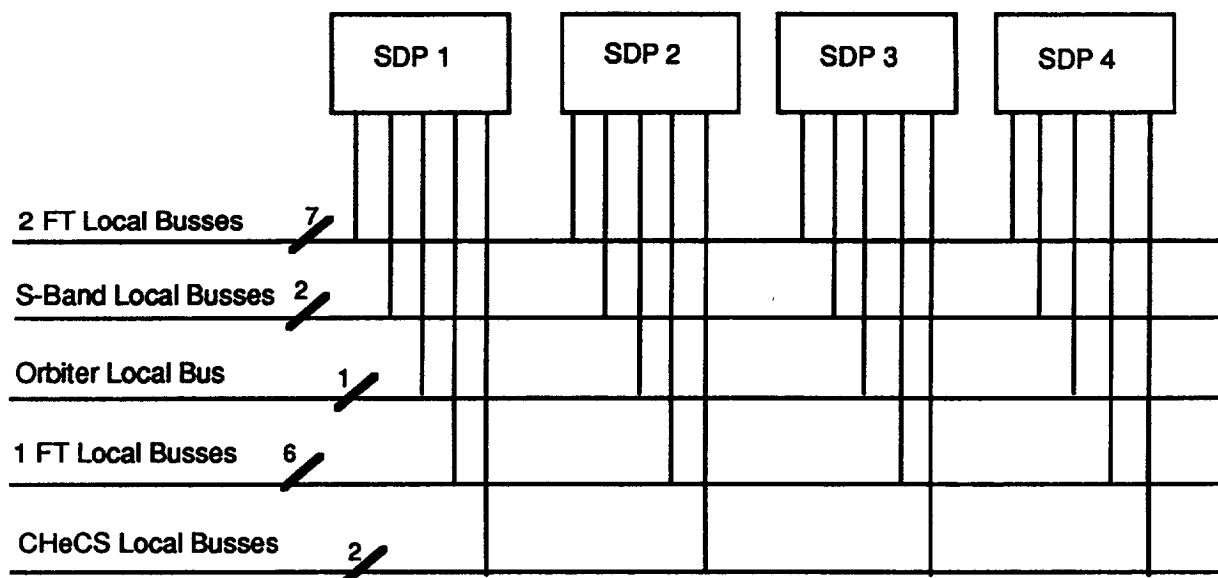 SDP 1
SDP 2
SDP 3
SDP 4
2 FT Local Busses 7
S-Band Local Busses 2
Orbiter Local Bus 1
1 FT Local Busses 6
CHeCS Local Busses 2